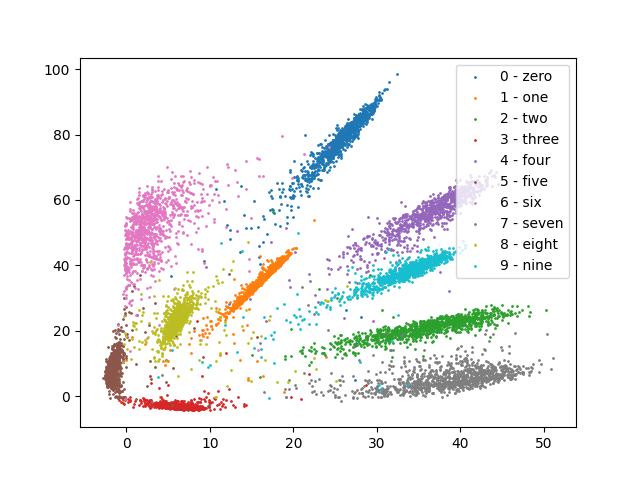 100
80
60
40
20
0
0 10 20 30 40 50
0 - zero
1 - one
2 - two
3 - three
4 - four
5 - five
6 - six
7 - seven
8 - eight
9 - nine